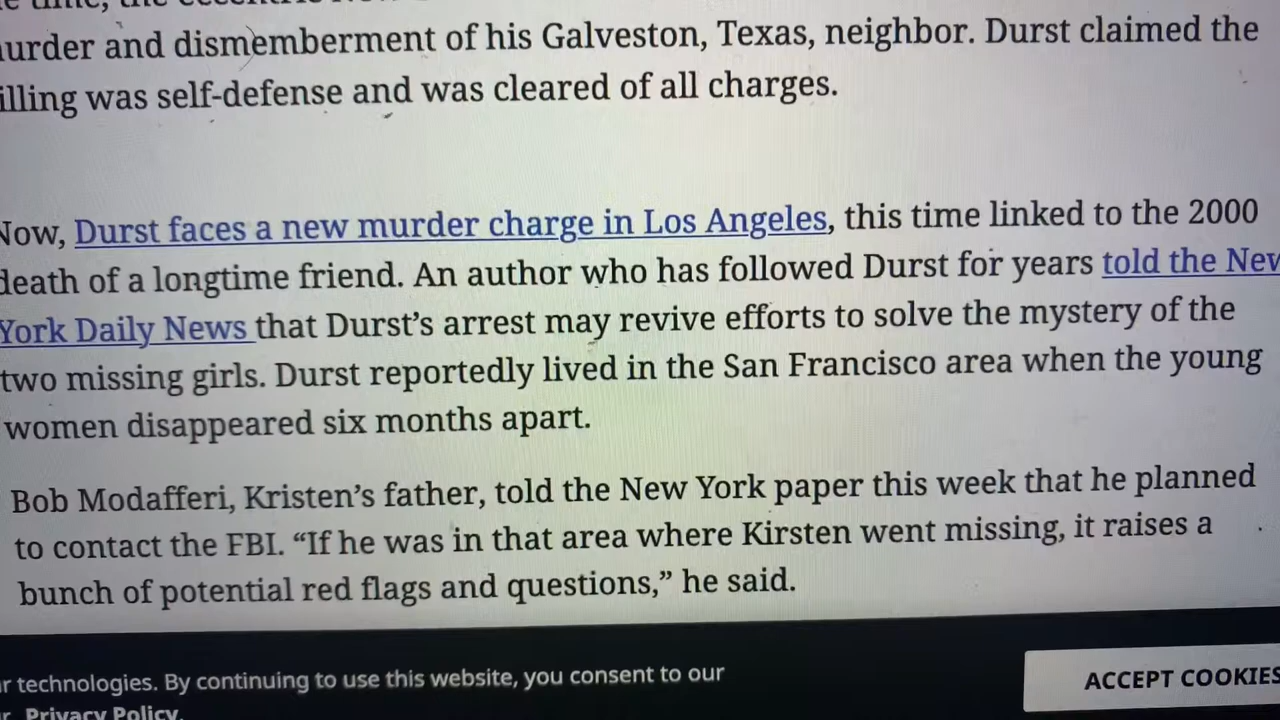 murder and dismemberment of his Galveston, Texas, neighbor. Durst claimed the
killing was self-defense and was cleared of all charges.
Now, Durst faces a new murder charge in Los Angeles, this time linked to the 2000
death of a longtime friend. An author who has followed Durst for years told the New
York Daily News that Durst’s arrest may revive efforts to solve the mystery of the
two missing girls. Durst reportedly lived in the San Francisco area when the young
women disappeared six months apart.
Bob Modafferi, Kristen’s father, told the New York paper this week that he planned
to contact the FBI. “If he was in that area where Kirsten went missing, it raises a
bunch of potential red flags and questions,” he said.
r technologies. By continuing to use this website, you consent to our
r Privacy Policy.
ACCEPT COOKIES